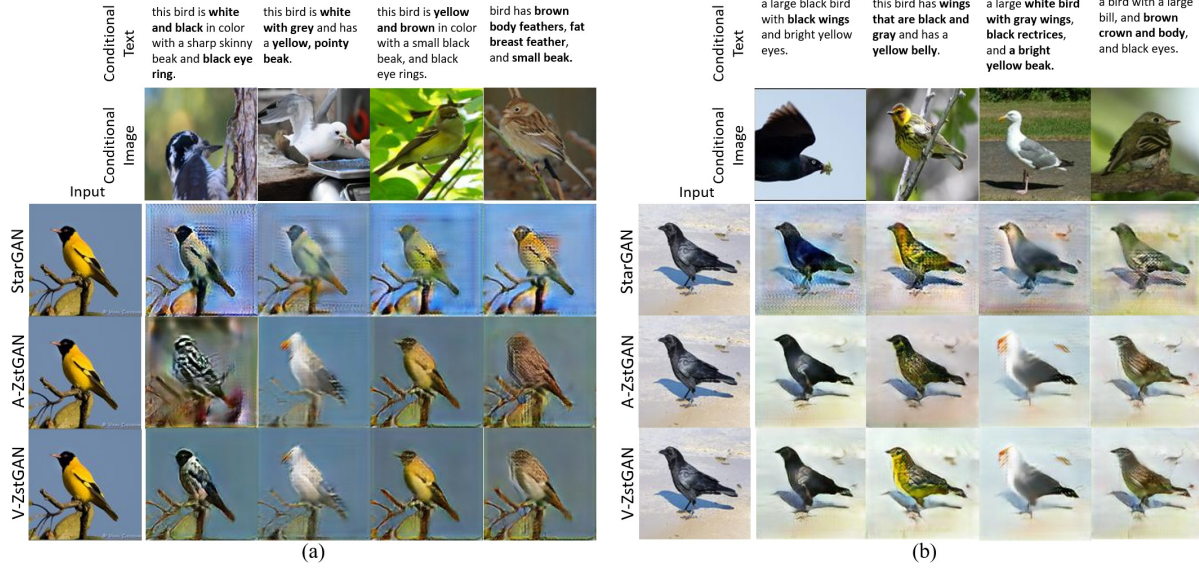 Conditional
Text
this bird is white
and black in color
with a sharp skinny
beak and black eye
ring.
this bird is white
with grey and has
a yellow, pointy
beak.
this bird is yellow
and brown in color
with a small black
beak, and black
eye rings.
bird has brown
body feathers, fat
breast feather,
and small beak.
Conditional
Image
Input
StarGAN
A-ZstGAN
V-ZstGAN
(a)
Conditional
Text
a large black bird
with black wings
and bright yellow
eyes.
this bird has wings
that are black and
gray and has a
yellow belly.
a large white bird
with gray wings,
black rectrices,
and a bright
yellow beak.
a bird with a large
bill, and brown
crown and body,
and black eyes.
Conditional
Image
Input
StarGAN
A-ZstGAN
V-ZstGAN
(b)